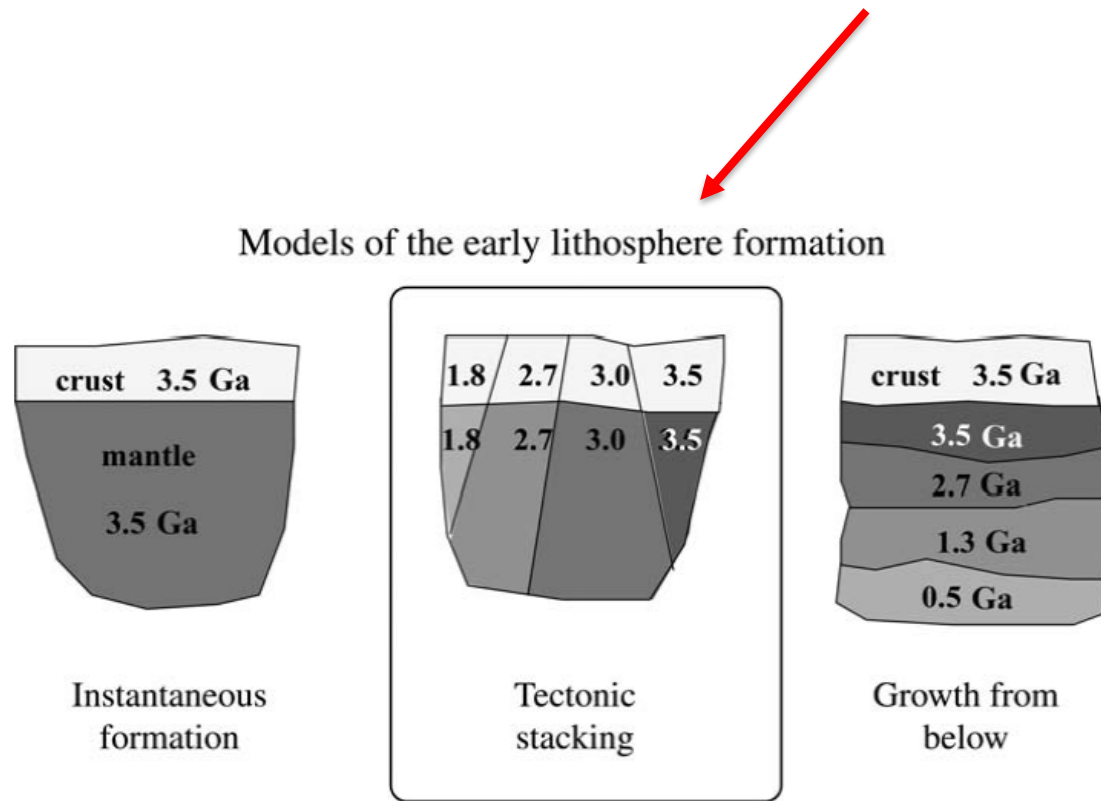 Models of the early lithosphere formation
crust 3.5 Ga
mantle
3.5 Ga
Instantaneous
formation
1.8 2.7 3.0 3.5
1.8 2.7 3.0 3.5
Tectonic
stacking
crust 3.5 Ga
3.5 Ga
2.7 Ga
1.3 Ga
0.5 Ga
Growth from
below